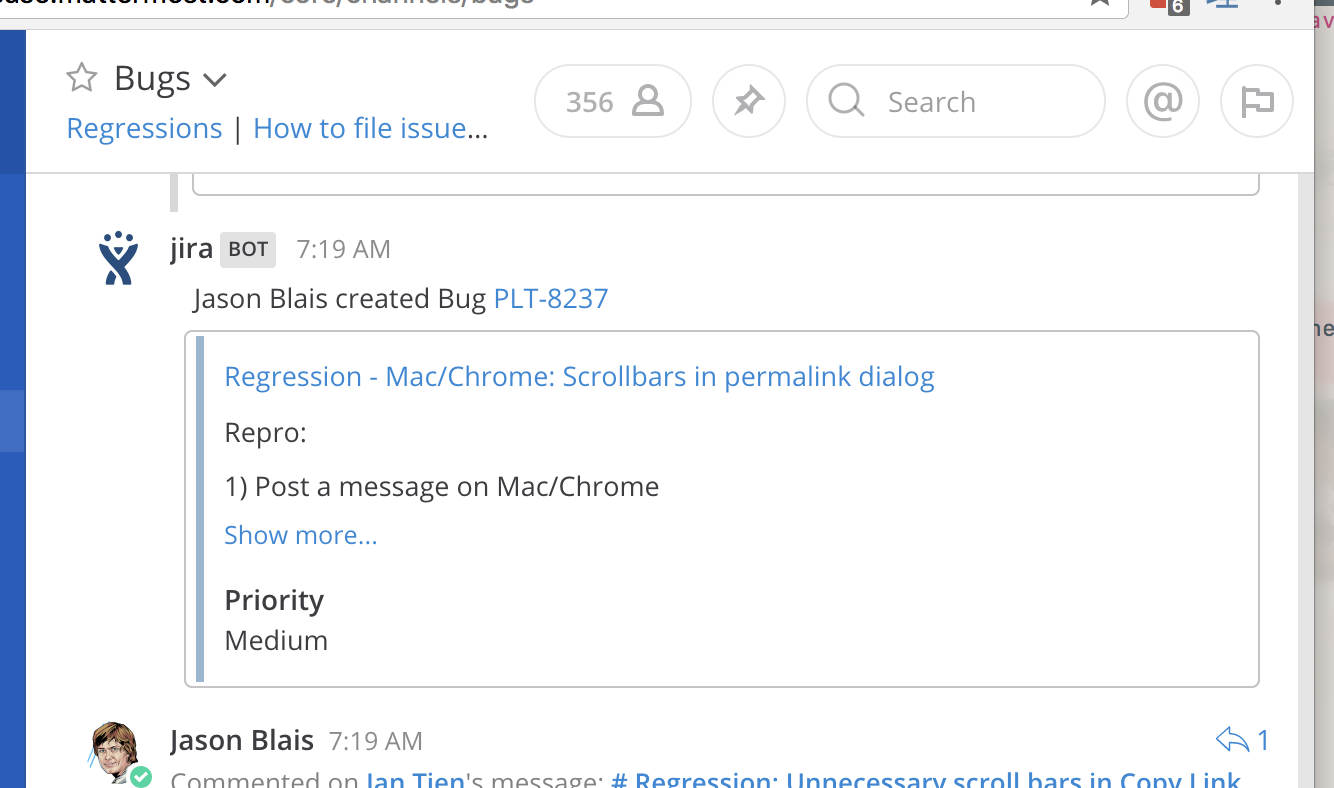 mattermost.com/core/channels/bugs
6
Bugs
Regressions | How to file issue...
356
Search
@
jira BOT 7:19 AM
Jason Blais created Bug PLT-8237
Regression - Mac/Chrome: Scrollbars in permalink dialog
Repro:
1) Post a message on Mac/Chrome
Show more...
Priority
Medium
Jason Blais 7:19 AM
1
Commented on Ian Tien's message: # Regression: Unnecessary scroll bars in Copy Link